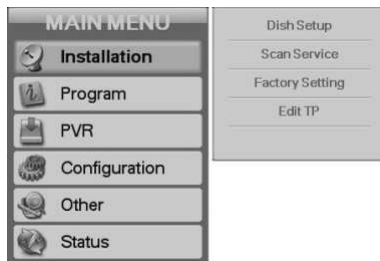 MAIN MENU
Installation
Program
PVR
Configuration
Other
Status
Dish Setup
Scan Service
Factory Setting
Edit TP